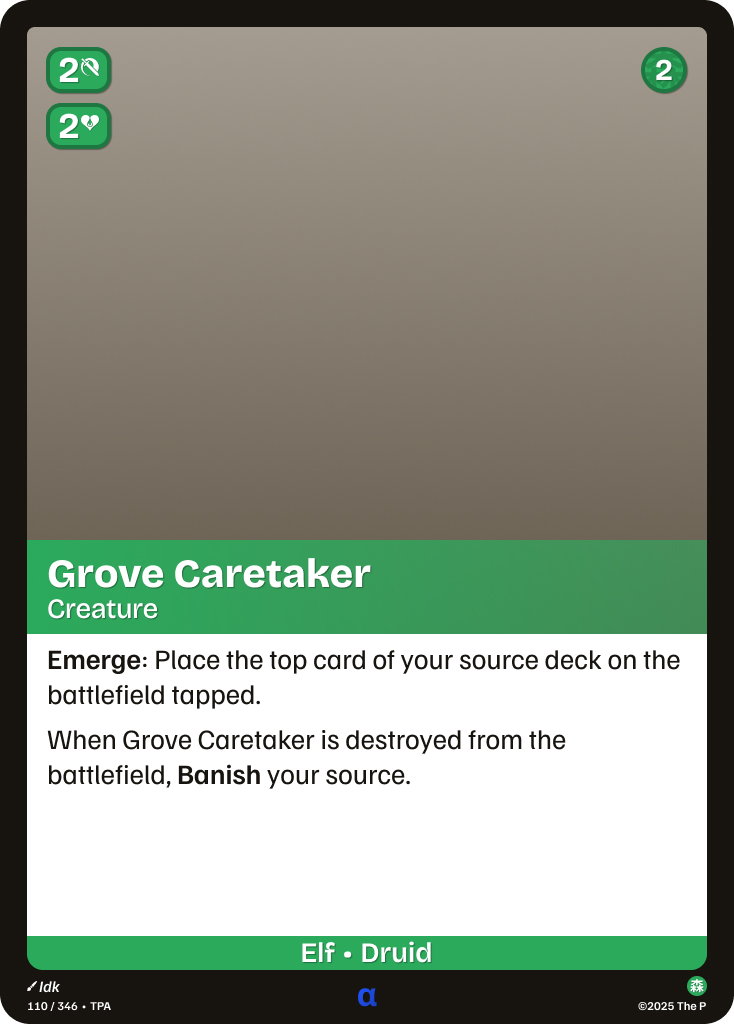 2
2
2
Grove Caretaker
Creature
Emerge: Place the top card of your source deck on the
battlefield tapped.
When Grove Caretaker is destroyed from the
battlefield, Banish your source.
Elf • Druid
Idk
110 / 346 • TPA
α
森
©2025 The P